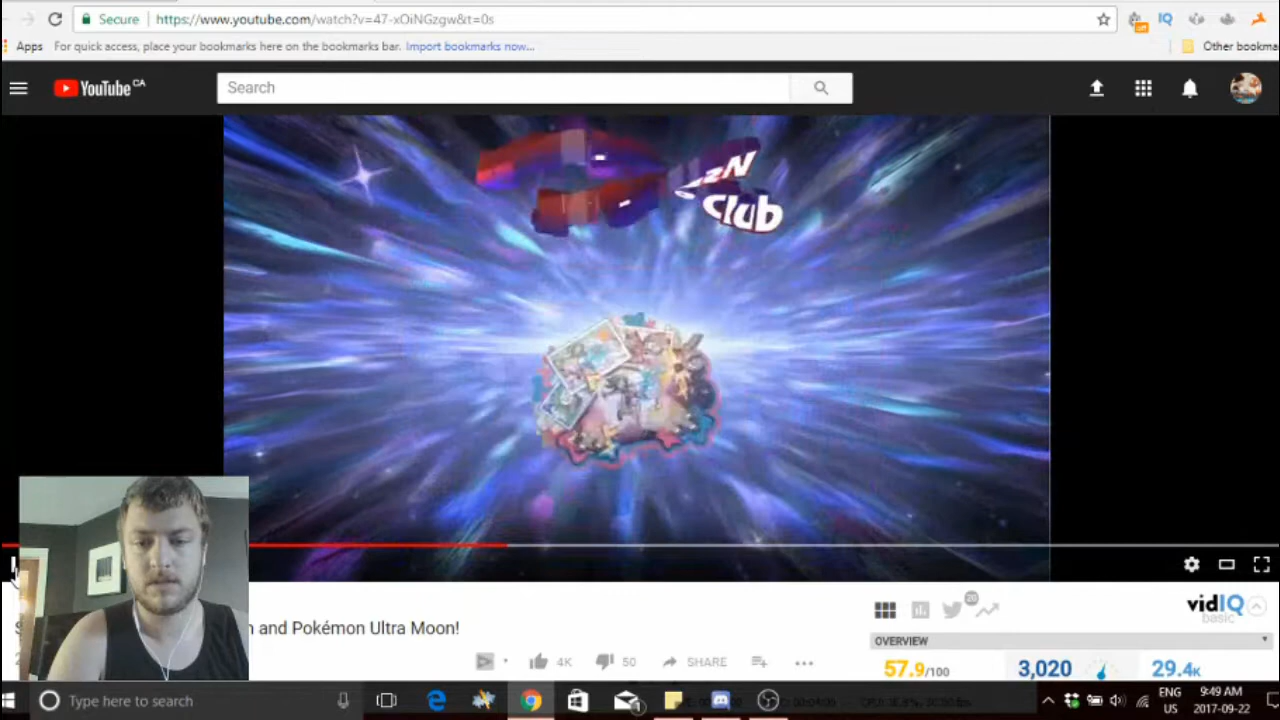 Secure https://www.youtube.com/watch?v=47-xOiNGzgw&t=0s
IQ
Apps For quick access, place your bookmarks here on the bookmarks bar. Import bookmarks now... Other bookma
YouTube CA
Search
Club
and Pokémon Ultra Moon!
20
vidIQ
basic
4K 50 SHARE
OVERVIEW
57.9/100 3,020 29.4k
Type here to search
ENG
US
9:49 AM
2017-09-22